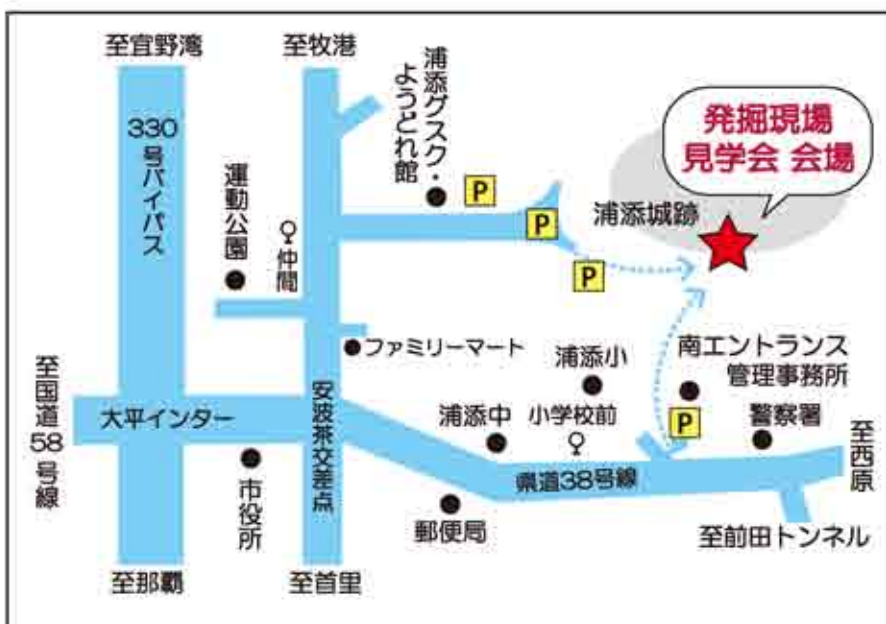 至宜野湾
至牧港
330号バイパス
運動公園
仲間
浦添グスク・
ようどれ館
P
P
P
浦添城跡
発掘現場
見学会 会場
ファミリーマート
浦添小
南エントランス
管理事務所
P
至国道58号線
大平インター
安波茶交差点
浦添中
小学校前
警察署
至西原
市役所
郵便局
県道38号線
至前田トンネル
至那覇
至首里